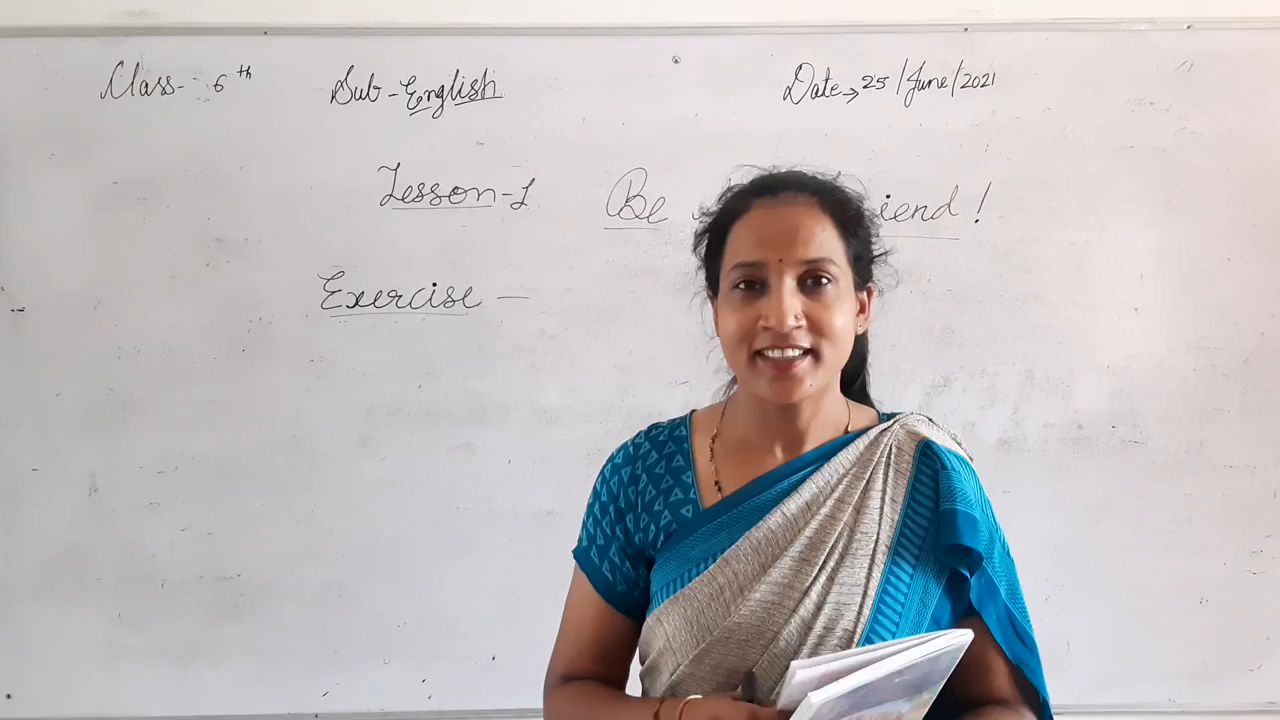 Class- 6th Sub-English Date→25/June/2021
Lesson-1 Be iend!
Exercise —